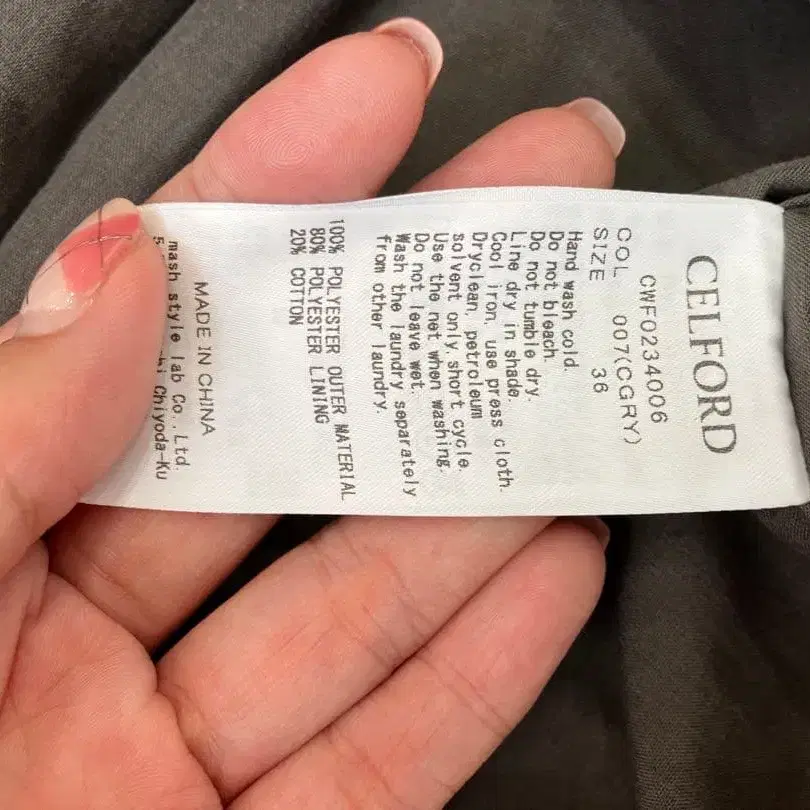 CELFORD
CWF0234006
COL 007(CGRY)
SIZE 36
Hand wash cold.
Do not bleach.
Do not tumble dry.
Line dry in shade.
Cool iron, use press cloth.
Dryclean, petroleum
solvent only, short cycle.
Use the net when washing.
Do not leave wet.
Wash the laundry separately
from other laundry.
100% POLYESTER OUTER MATERIAL
80% POLYESTER LINING
20% COTTON
MADE IN CHINA
mash style lab Co., Ltd.
Chiyoda-Ku